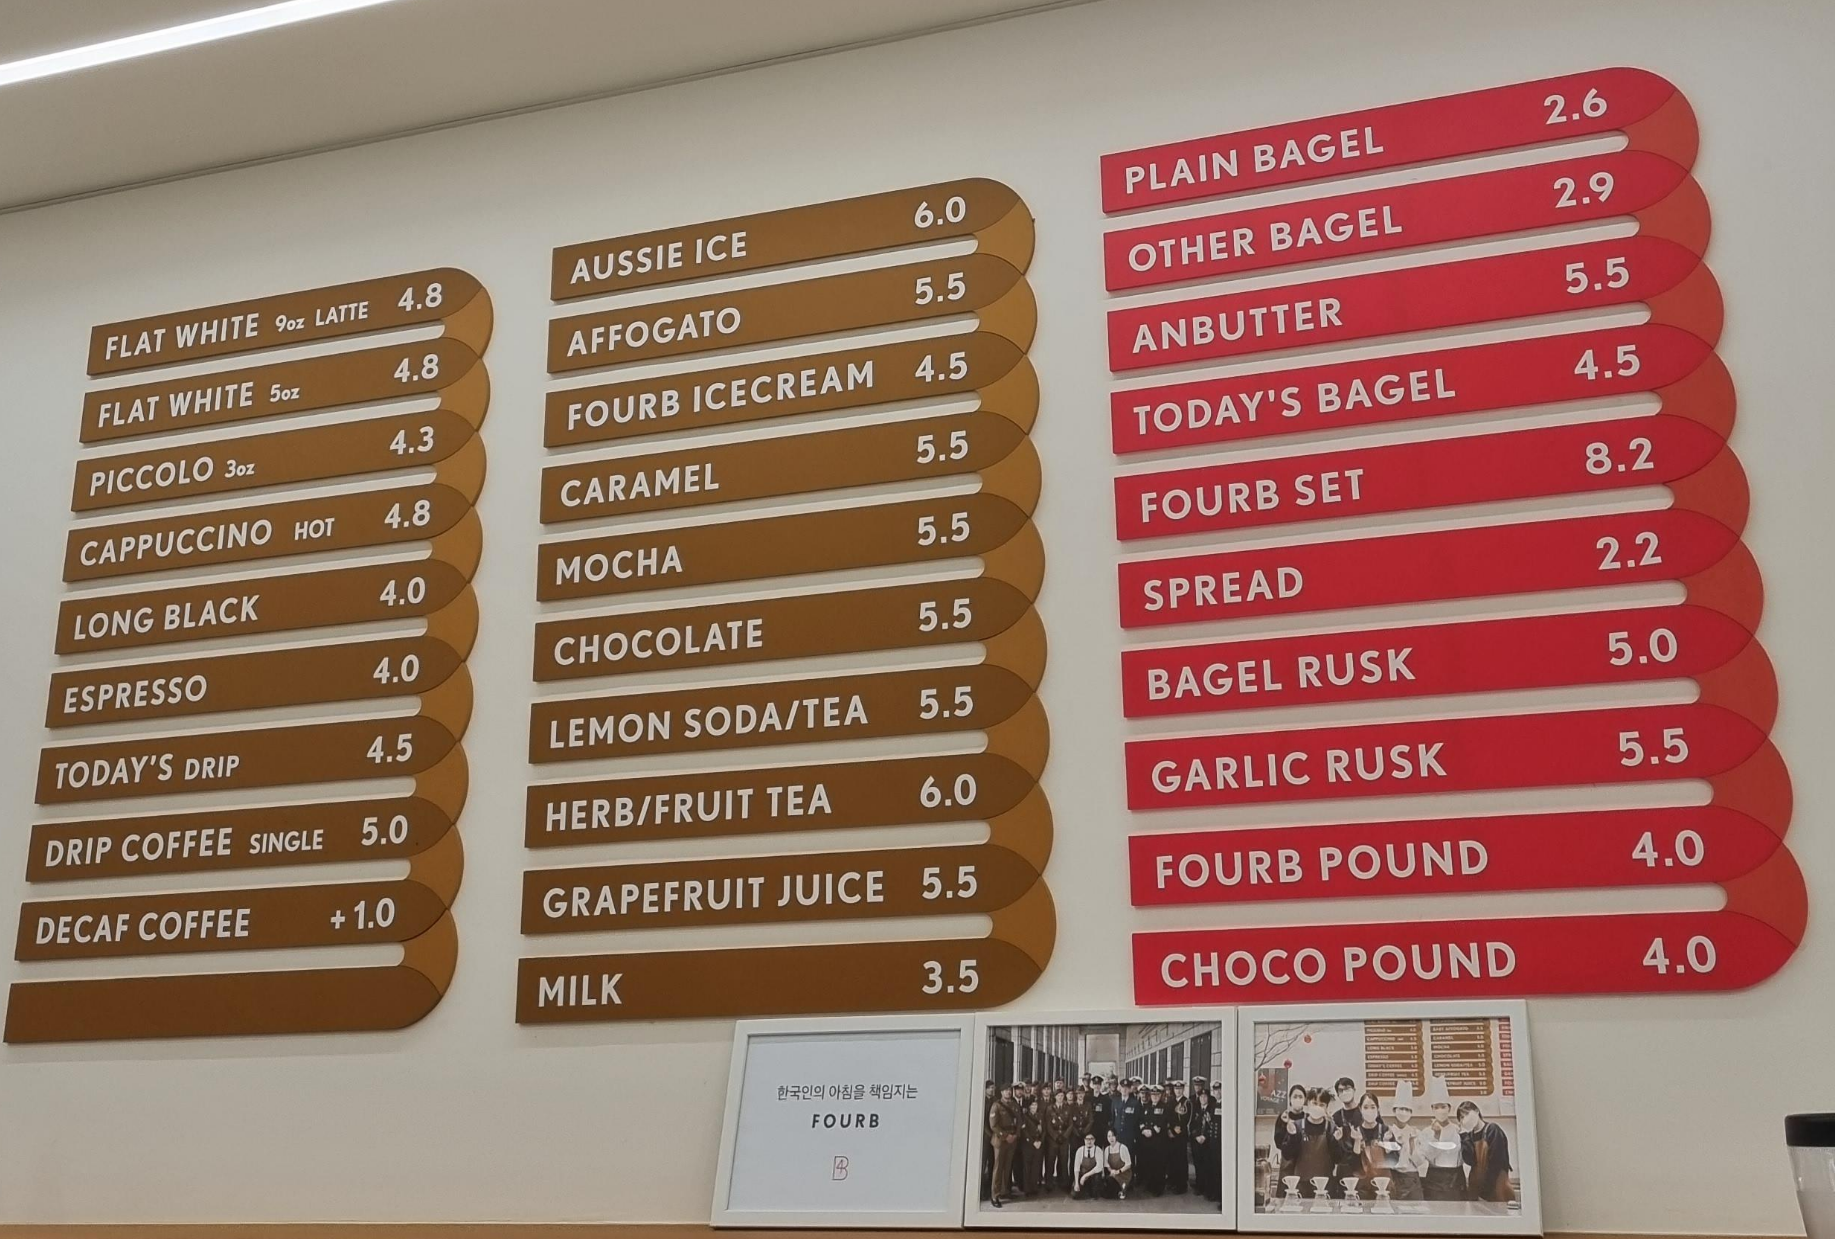 FLAT WHITE 9oz LATTE 4.8
FLAT WHITE 5oz 4.8
PICCOLO 3oz 4.3
CAPPUCCINO HOT 4.8
LONG BLACK 4.0
ESPRESSO 4.0
TODAY'S DRIP 4.5
DRIP COFFEE SINGLE 5.0
DECAF COFFEE +1.0
AUSSIE ICE 6.0
AFFOGATO 5.5
FOURB ICECREAM 4.5
CARAMEL 5.5
MOCHA 5.5
CHOCOLATE 5.5
LEMON SODA/TEA 5.5
HERB/FRUIT TEA 6.0
GRAPEFRUIT JUICE 5.5
MILK 3.5
PLAIN BAGEL 2.6
OTHER BAGEL 2.9
ANBUTTER 5.5
TODAY'S BAGEL 4.5
FOURB SET 8.2
SPREAD 2.2
BAGEL RUSK 5.0
GARLIC RUSK 5.5
FOURB POUND 4.0
CHOCO POUND 4.0
한국인의 아침을 책임지는
FOURB